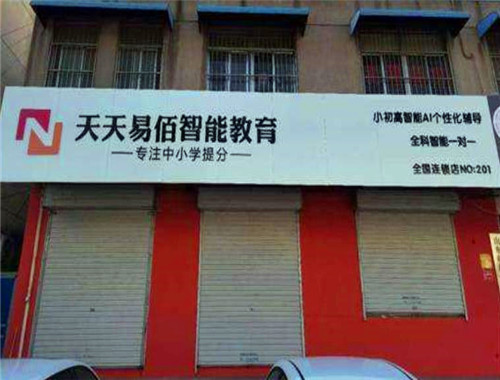 天天易佰智能教育
—专注中小学提分—
小初高智能AI个性化辅导
全科智能一对一
全国连锁店NO:201